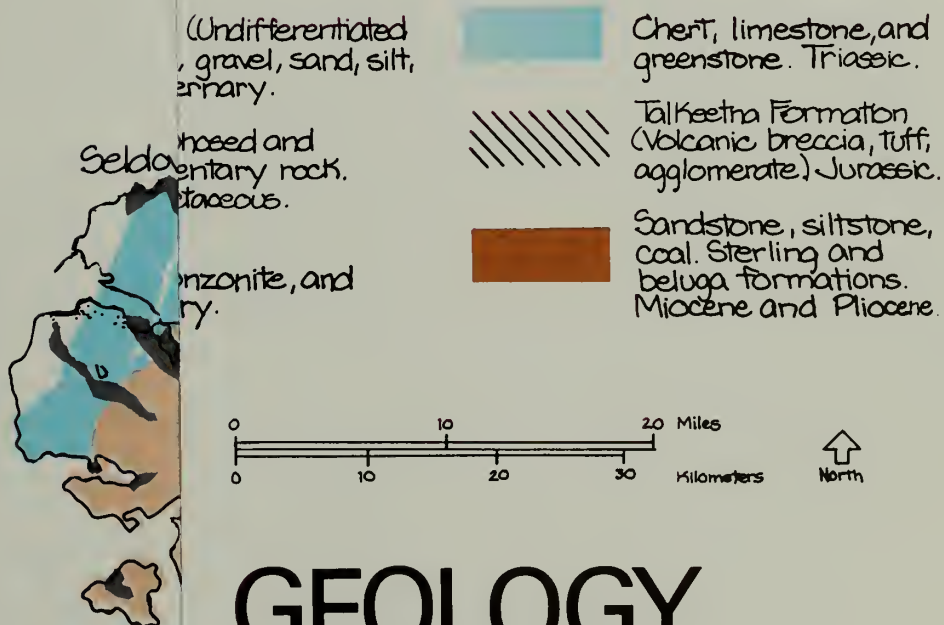 (Undifferentiated
, gravel, sand, silt,
ernary.
hosed and
entary rock.
taceous.
nzonite, and
ry.
Seldo
Chert, limestone, and
greenstone. Triassic.
Talkeetna Formation
(Volcanic breccia, tuff,
agglomerate) Jurassic.
Sandstone, siltstone,
coal. Sterling and
beluga formations.
Miocene and Pliocene.
0 10 20 Miles
0 10 20 30 Kilometers
North
GEOLOGY